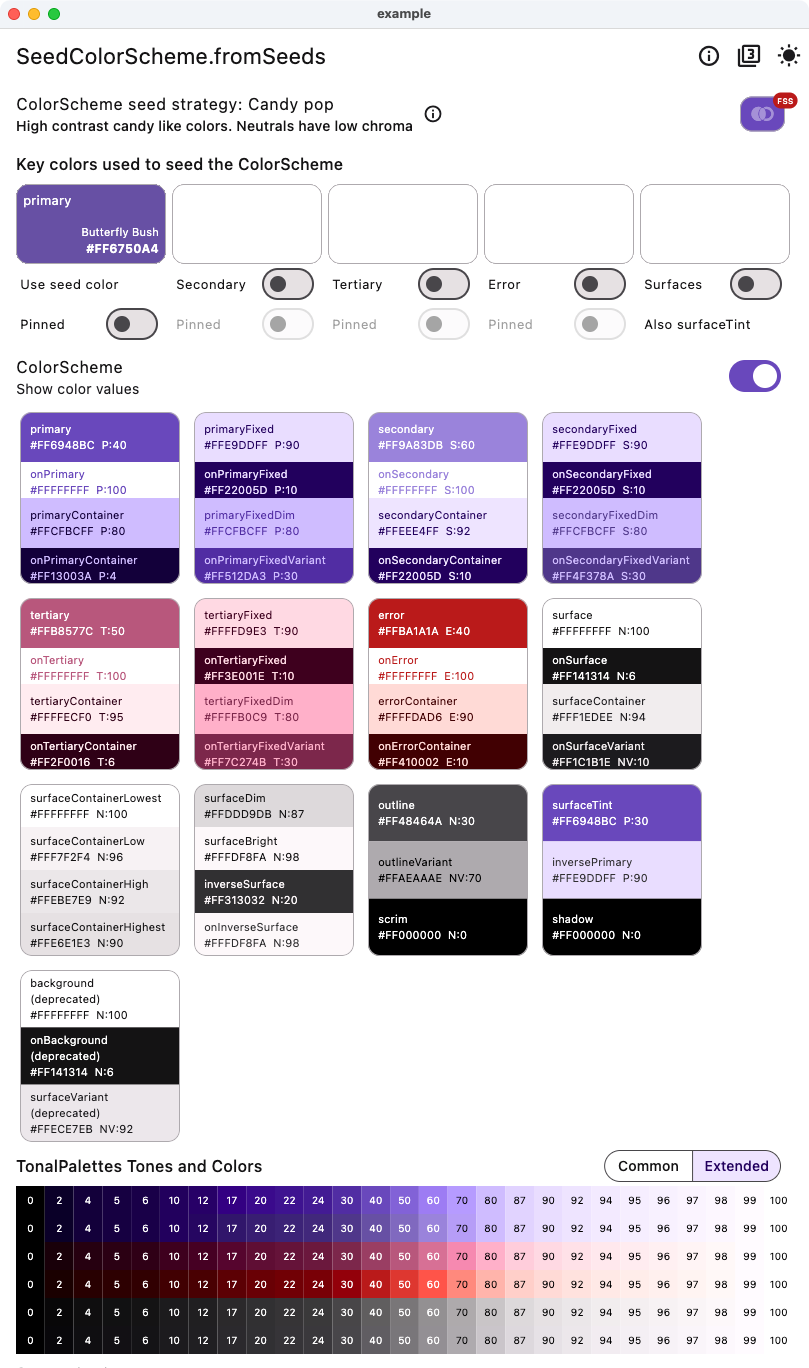 example
SeedColorScheme.fromSeeds
3
ColorScheme seed strategy: Candy pop
High contrast candy like colors. Neutrals have low chroma
FSS
Key colors used to seed the ColorScheme
primary
Butterfly Bush
#FF6750A4
Use seed color Secondary Tertiary Error Surfaces
Pinned Pinned Pinned Pinned Also surfaceTint
ColorScheme
Show color values
primary
#FF6948BC P:40
onPrimary
#FFFFFFFF P:100
primaryContainer
#FFCFBCFF P:80
onPrimaryContainer
#FF13003A P:4
primaryFixed
#FFE9DDFF P:90
onPrimaryFixed
#FF22005D P:10
primaryFixedDim
#FFCFBCFF P:80
onPrimaryFixedVariant
#FF512DA3 P:30
secondary
#FF9A83DB S:60
onSecondary
#FFFFFFFF S:100
secondaryContainer
#FFEEE4FF S:92
onSecondaryContainer
#FF22005D S:10
secondaryFixed
#FFE9DDFF S:90
onSecondaryFixed
#FF22005D S:10
secondaryFixedDim
#FFCFBCFF S:80
onSecondaryFixedVariant
#FF4F378A S:30
tertiary
#FFB8577C T:50
onTertiary
#FFFFFFFF T:100
tertiaryContainer
#FFFFECF0 T:95
onTertiaryContainer
#FF2F0016 T:6
tertiaryFixed
#FFFFD9E3 T:90
onTertiaryFixed
#FF3E001E T:10
tertiaryFixedDim
#FFFFB0C9 T:80
onTertiaryFixedVariant
#FF7C274B T:30
error
#FFBA1A1A E:40
onError
#FFFFFFFF E:100
errorContainer
#FFFFDAD6 E:90
onErrorContainer
#FF410002 E:10
surface
#FFFFFFFF N:100
onSurface
#FF141314 N:6
surfaceContainer
#FFF1EDEE N:94
onSurfaceVariant
#FF1C1B1E NV:10
surfaceContainerLowest
#FFFFFFFF N:100
surfaceContainerLow
#FFF7F2F4 N:96
surfaceContainerHigh
#FFEBE7E9 N:92
surfaceContainerHighest
#FFE6E1E3 N:90
surfaceDim
#FFDDD9DB N:87
surfaceBright
#FFFDF8FA N:98
inverseSurface
#FF313032 N:20
onInverseSurface
#FFFDF8FA N:98
outline
#FF48464A N:30
outlineVariant
#FFAEAAAE NV:70
scrim
#FF000000 N:0
surfaceTint
#FF6948BC P:30
inversePrimary
#FFE9DDFF P:90
shadow
#FF000000 N:0
background
(deprecated)
#FFFFFFFF N:100
onBackground
(deprecated)
#FF141314 N:6
surfaceVariant
(deprecated)
#FFECE7EB NV:92
TonalPalettes Tones and Colors
Common Extended
0 2 4 5 6 10 12 17 20 22 24 30 40 50 60 70 80 87 90 92 94 95 96 97 98 99 100
0 2 4 5 6 10 12 17 20 22 24 30 40 50 60 70 80 87 90 92 94 95 96 97 98 99 100
0 2 4 5 6 10 12 17 20 22 24 30 40 50 60 70 80 87 90 92 94 95 96 97 98 99 100
0 2 4 5 6 10 12 17 20 22 24 30 40 50 60 70 80 87 90 92 94 95 96 97 98 99 100
0 2 4 5 6 10 12 17 20 22 24 30 40 50 60 70 80 87 90 92 94 95 96 97 98 99 100
0 2 4 5 6 10 12 17 20 22 24 30 40 50 60 70 80 87 90 92 94 95 96 97 98 99 100